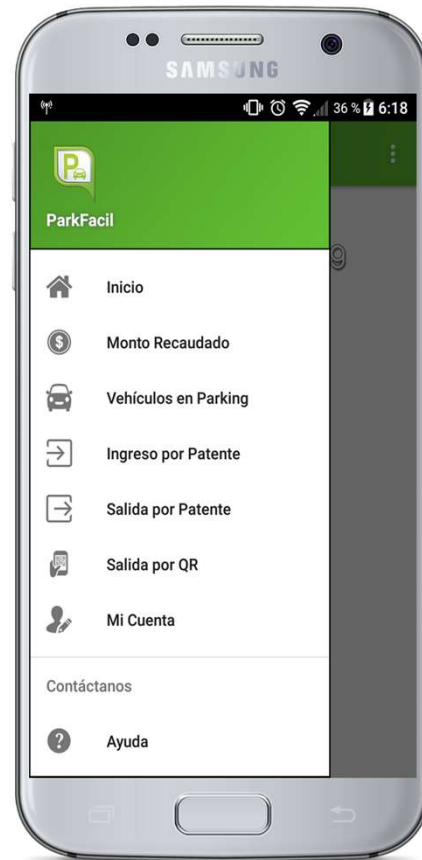 SAMSUNG
36 % 6:18
ParkFacil
Inicio
Monto Recaudado
Vehículos en Parking
Ingreso por Patente
Salida por Patente
Salida por QR
Mi Cuenta
Contáctanos
Ayuda